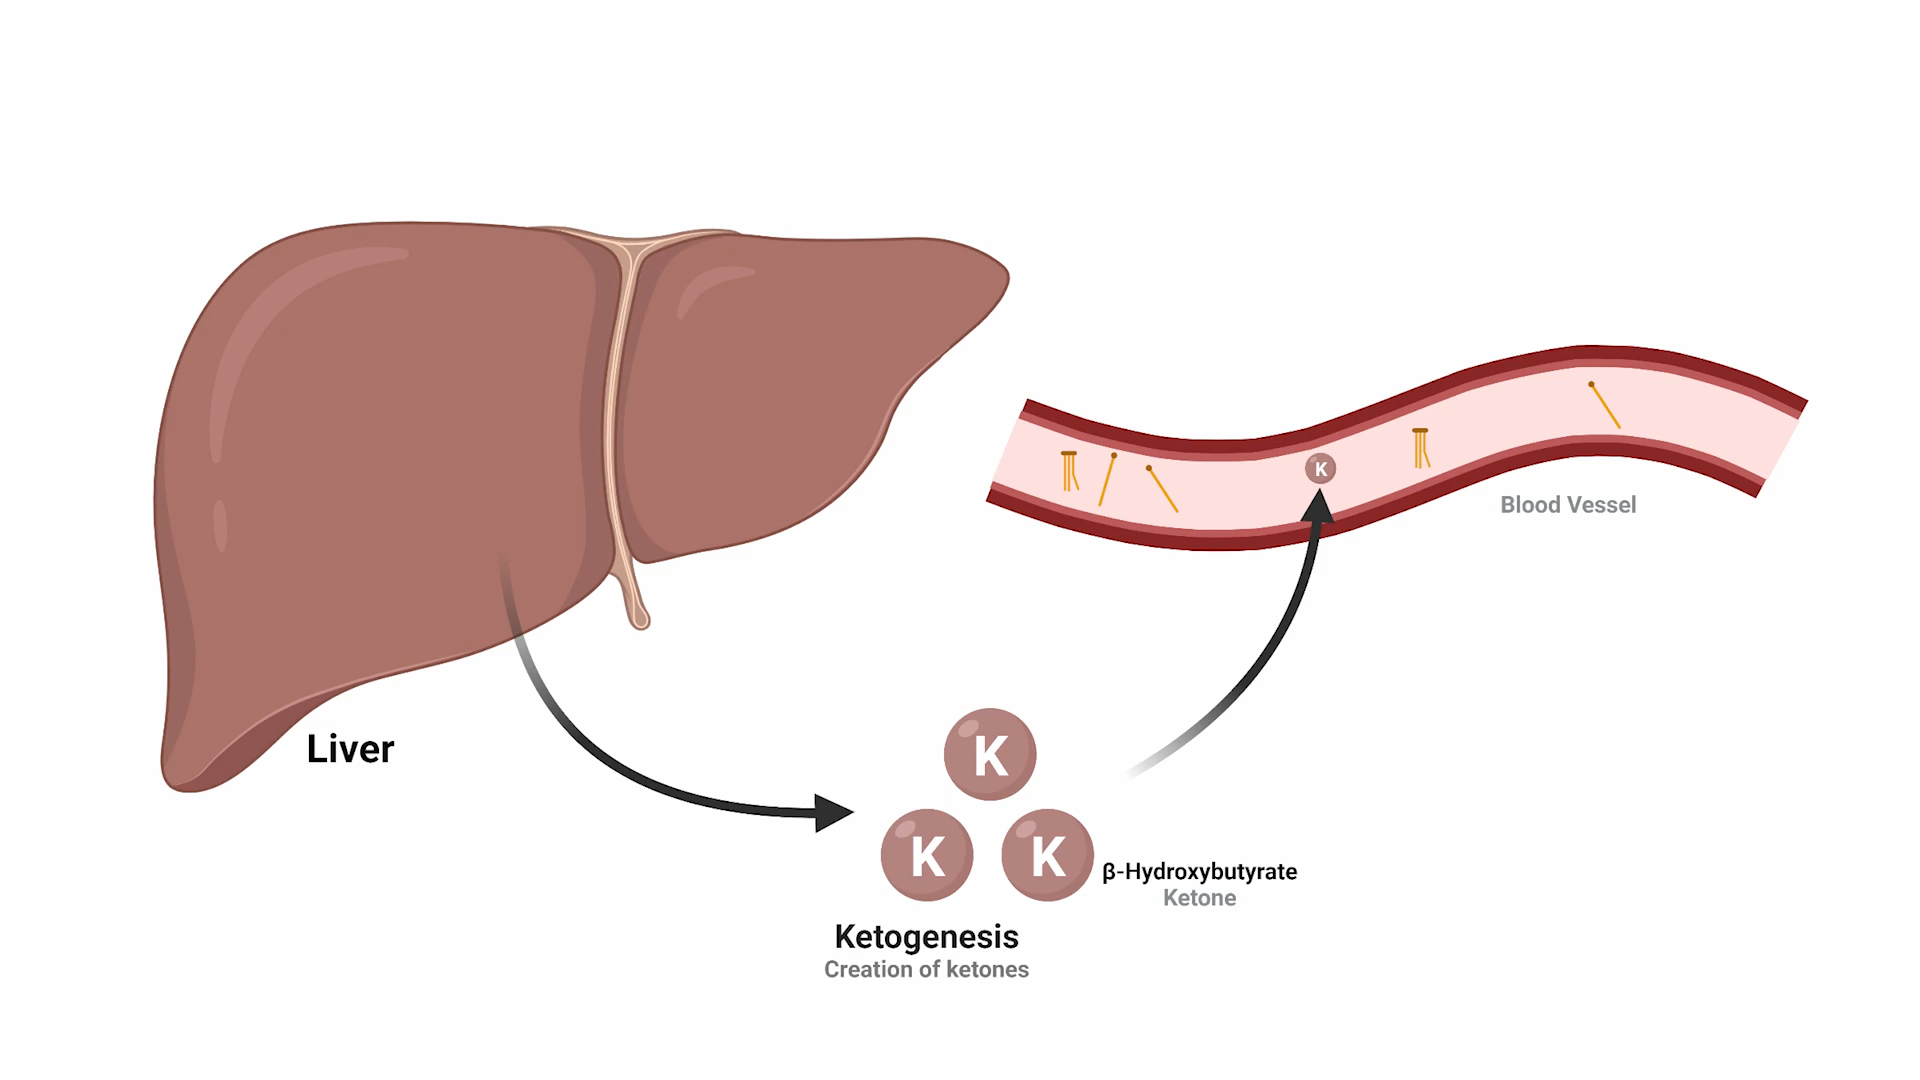 K
Blood Vessel
Liver
K
K
K
β-Hydroxybutyrate
Ketone
Ketogenesis
Creation of ketones